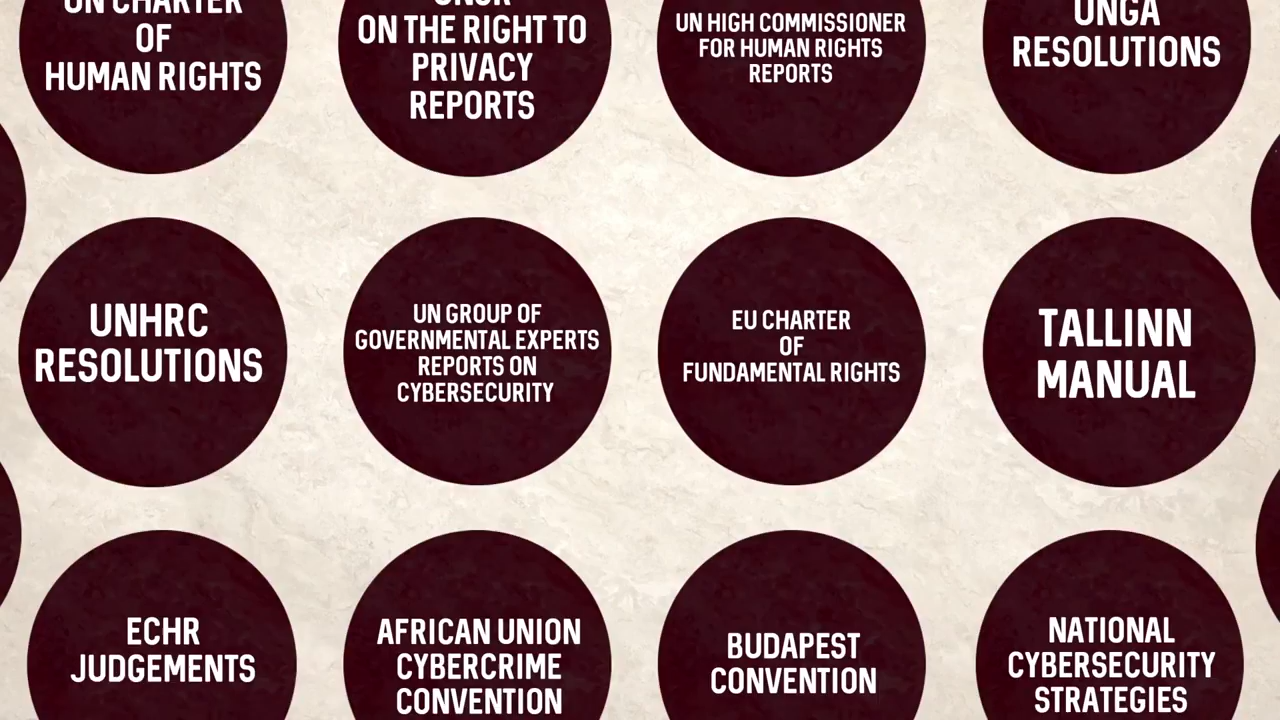 UN CHARTER
OF
HUMAN RIGHTS
UNSR
ON THE RIGHT TO
PRIVACY
REPORTS
UN HIGH COMMISSIONER
FOR HUMAN RIGHTS
REPORTS
UNGA
RESOLUTIONS
UNHRC
RESOLUTIONS
UN GROUP OF
GOVERNMENTAL EXPERTS
REPORTS ON
CYBERSECURITY
EU CHARTER
OF
FUNDAMENTAL RIGHTS
TALLINN
MANUAL
ECHR
JUDGEMENTS
AFRICAN UNION
CYBERCRIME
CONVENTION
BUDAPEST
CONVENTION
NATIONAL
CYBERSECURITY
STRATEGIES